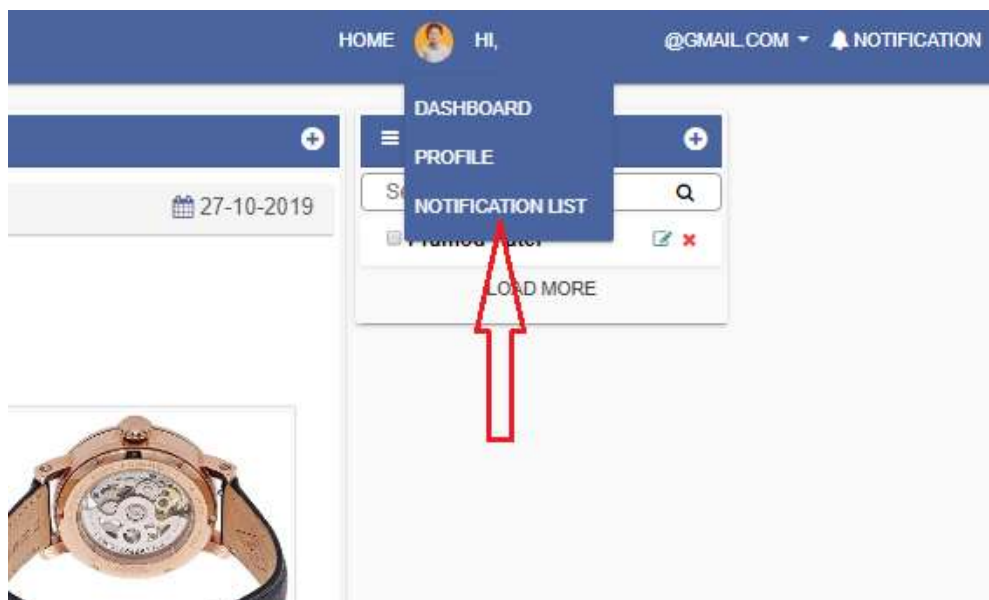 HOME HI, @GMAIL.COM NOTIFICATION
DASHBOARD
PROFILE
NOTIFICATION LIST
27-10-2019
LOAD MORE